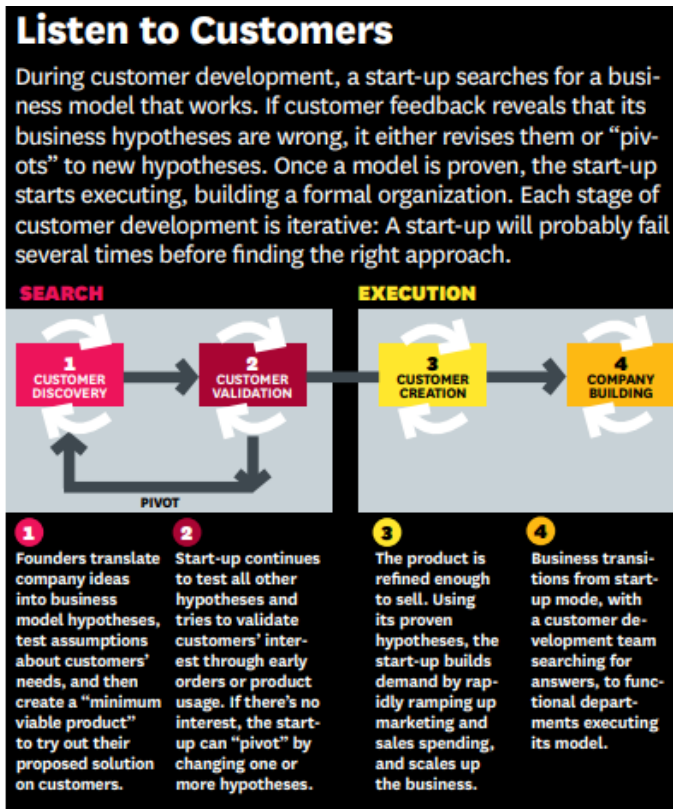 Listen to Customers
During customer development, a start-up searches for a busi-
ness model that works. If customer feedback reveals that its
business hypotheses are wrong, it either revises them or “piv-
ots” to new hypotheses. Once a model is proven, the start-up
starts executing, building a formal organization. Each stage of
customer development is iterative: A start-up will probably fail
several times before finding the right approach.
SEARCH
EXECUTION
1
CUSTOMER
DISCOVERY
2
CUSTOMER
VALIDATION
3
CUSTOMER
CREATION
4
COMPANY
BUILDING
PIVOT
1
Founders translate
company ideas
into business
model hypotheses,
test assumptions
about customers’
needs, and then
create a “minimum
viable product”
to try out their
proposed solution
on customers.
2
Start-up continues
to test all other
hypotheses and
tries to validate
customers’ inter-
est through early
orders or product
usage. If there’s no
interest, the start-
up can “pivot” by
changing one or
more hypotheses.
3
The product is
refined enough
to sell. Using
its proven
hypotheses, the
start-up builds
demand by rap-
idly ramping up
marketing and
sales spending,
and scales up
the business.
4
Business transi-
tions from start-
up mode, with
a customer de-
velopment team
searching for
answers, to func-
tional depart-
ments executing
its model.